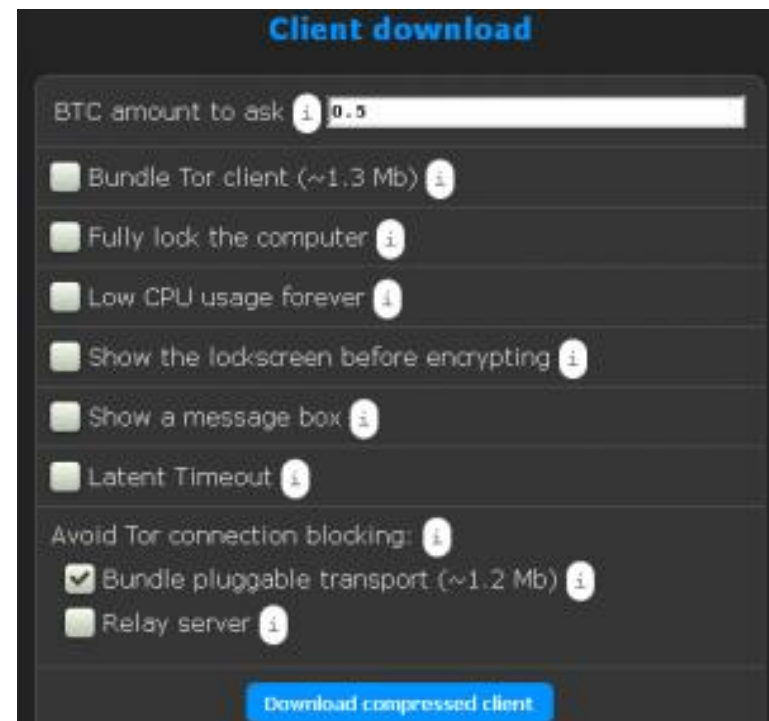 Client download
BTC amount to ask i 0.5
Bundle Tor client (~1.3 Mb) i
Fully lock the computer i
Low CPU usage forever i
Show the lockscreen before encrypting i
Show a message box i
Latent Timeout i
Avoid Tor connection blocking: i
Bundle pluggable transport (~1.2 Mb) i
Relay server i
Download compressed client